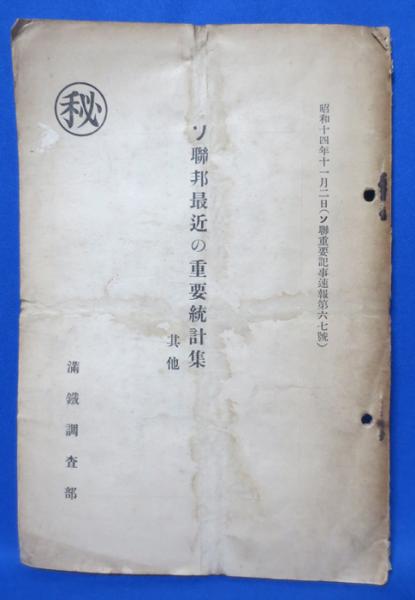 昭和十四年十一月二日(ソ聯重要記事速報第六七號)
ソ聯邦最近の重要統計集
其他
㊙
滿鐵調査部